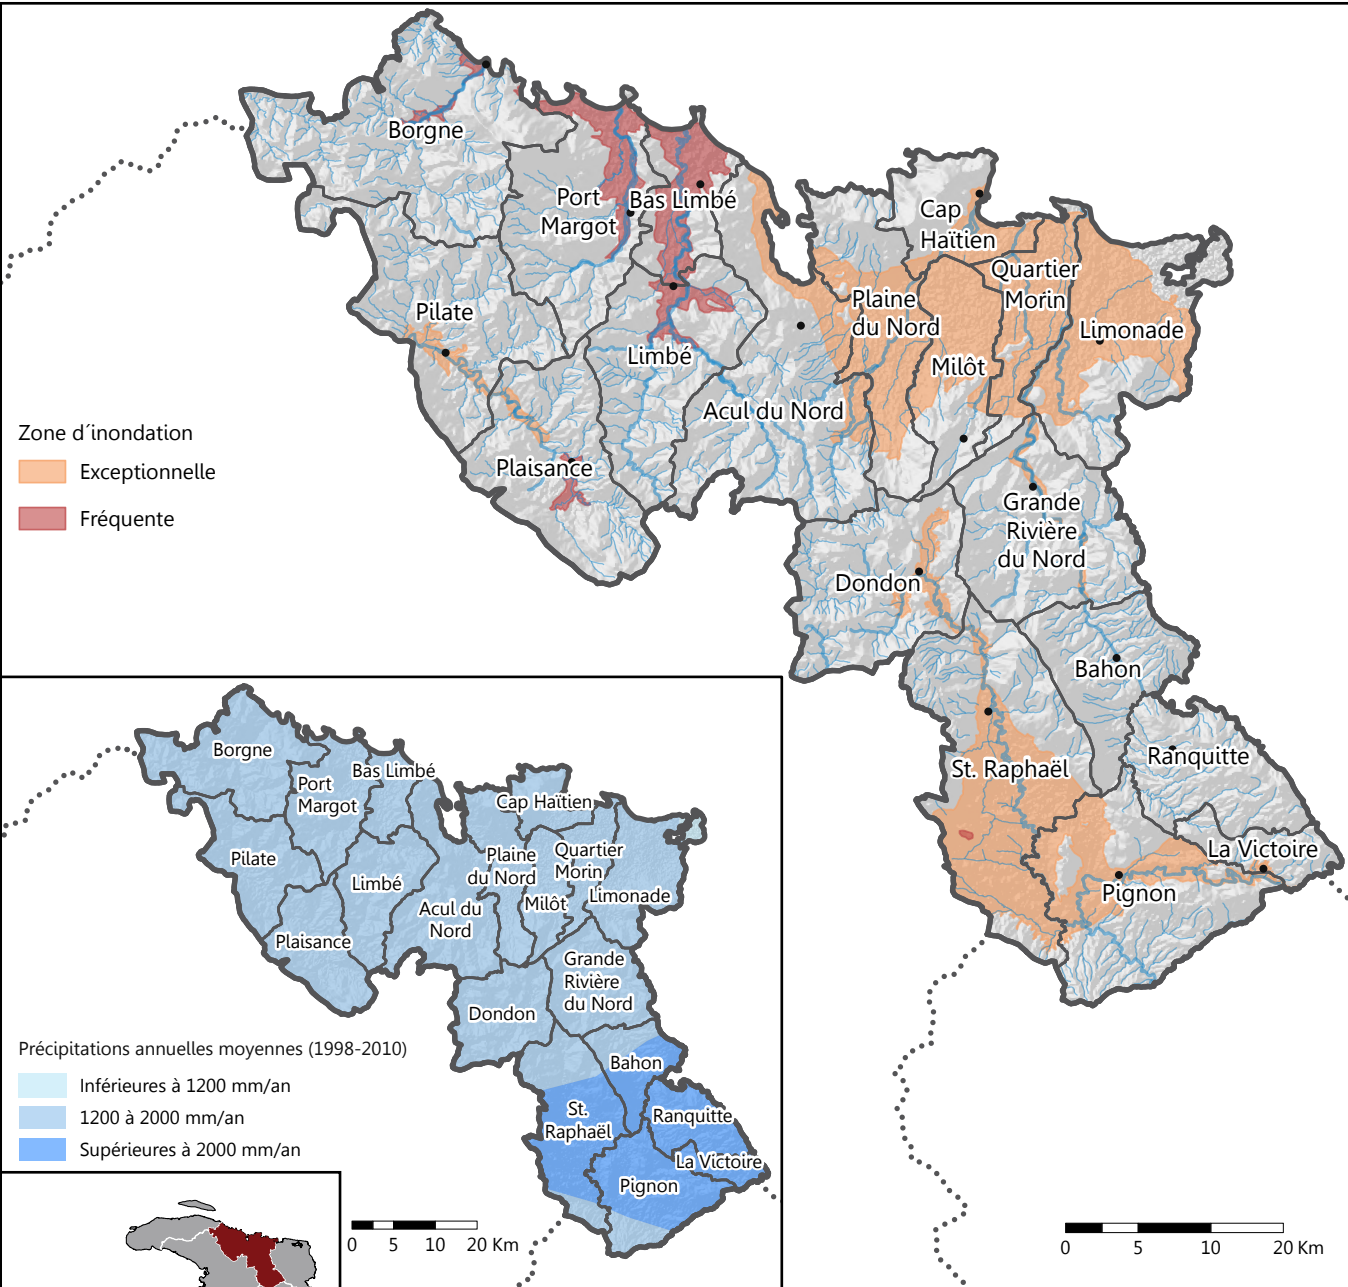 Borgne
Port
Margot
Bas Limbé
Cap
Haïtien
Quartier
Morin
Plaine
du Nord
Limonade
Pilate
Limbé
Milôt
Acul du Nord
Plaisance
Grande
Rivière
du Nord
Dondon
Bahon
Ranquitte
St. Raphaël
La Victoire
Pignon
Zone d´inondation
Exceptionnelle
Fréquente
Borgne
Port
Margot
Bas Limbé
Cap Haïtien
Pilate
Limbé
Plaine
du Nord
Quartier
Morin
Milôt
Limonade
Acul du
Nord
Plaisance
Grande
Rivière
du Nord
Dondon
Bahon
St.
Raphaël
Ranquitte
La Victoire
Pignon
Précipitations annuelles moyennes (1998-2010)
Inférieures à 1200 mm/an
1200 à 2000 mm/an
Supérieures à 2000 mm/an
0 5 10 20 Km
0 5 10 20 Km